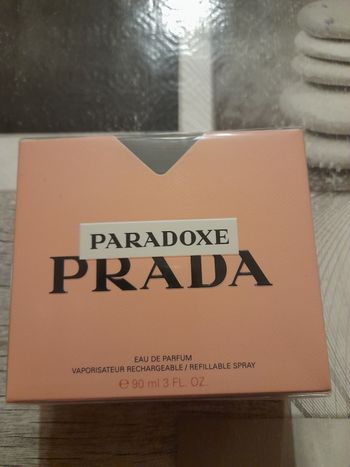 PARADOXE
PRADA
EAU DE PARFUM
VAPORISATEUR RECHARGEABLE / REFILLABLE SPRAY
℮ 90 ml 3 FL. OZ.